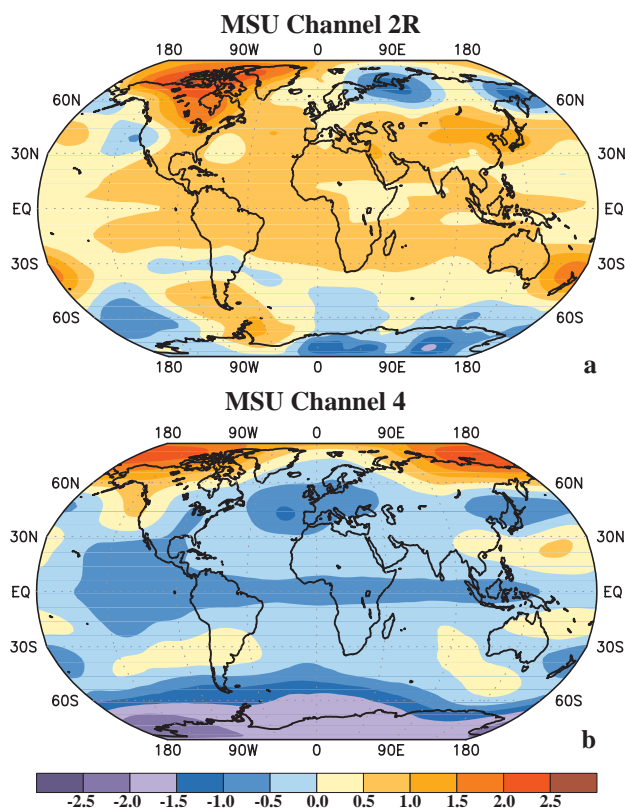 MSU Channel 2R
180 90W 0 90E 180
60N 60N
30N 30N
EQ EQ
30S 30S
60S 60S
180 90W 0 90E 180
a
MSU Channel 4
180 90W 0 90E 180
60N 60N
30N 30N
EQ EQ
30S 30S
60S 60S
180 90W 0 90E 180
b
-2.5 -2.0 -1.5 -1.0 -0.5 0.0 0.5 1.0 1.5 2.0 2.5